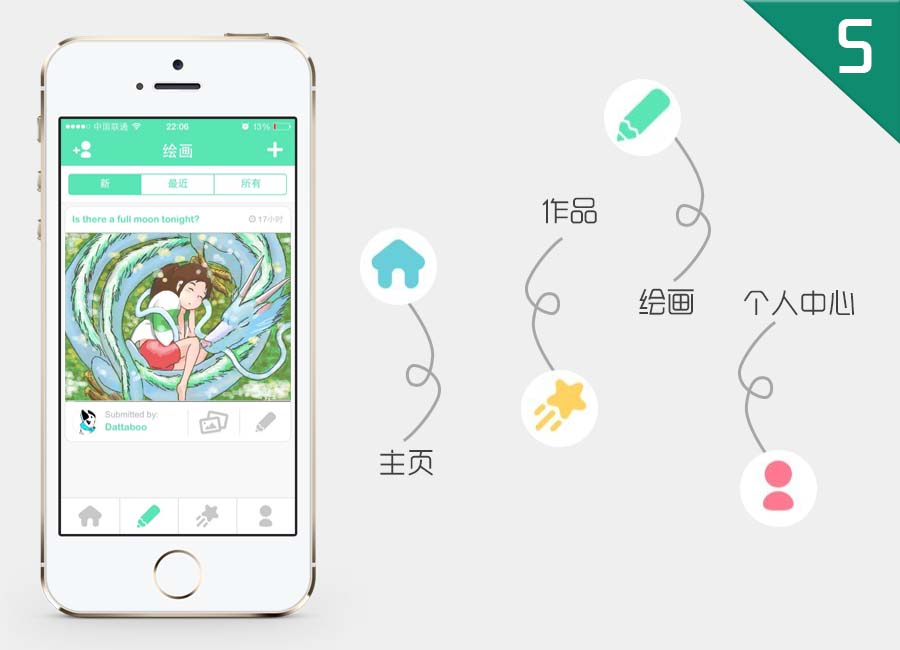 中国联通
22:06
13%
绘画
新
最近
所有
Is there a full moon tonight?
17小时
Submitted by:
Dattaboo
主页
作品
绘画
个人中心
S